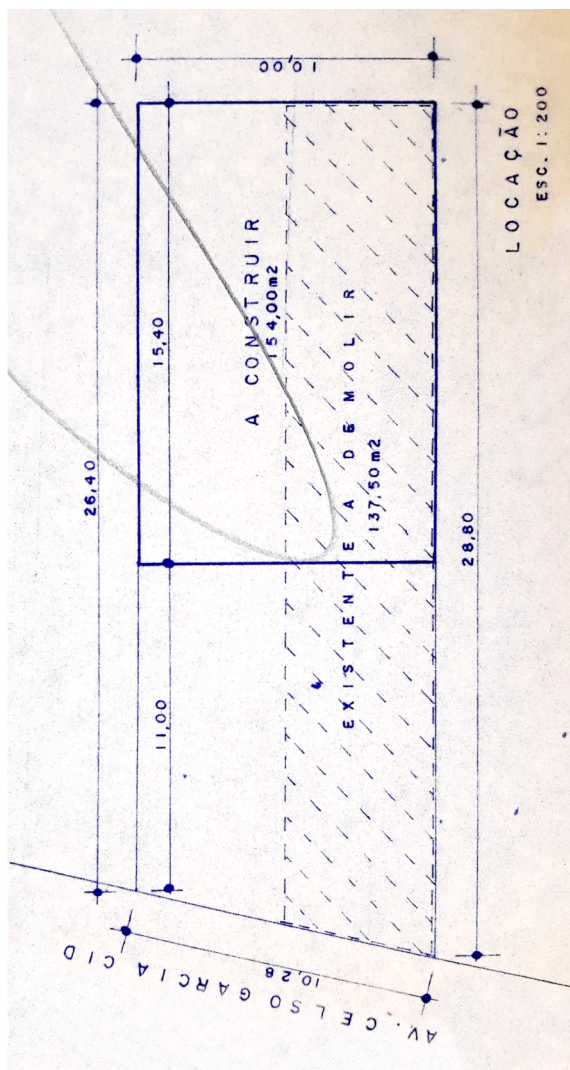 10,00
26,40
15,40
A CONSTRUIR
154,00m2
EXISTENTE A DEMOLIR
137.50m2
28,80
LOCAÇÃO
ESC. 1:200
11,00
10,28
AV. CELSO GARCIA CID